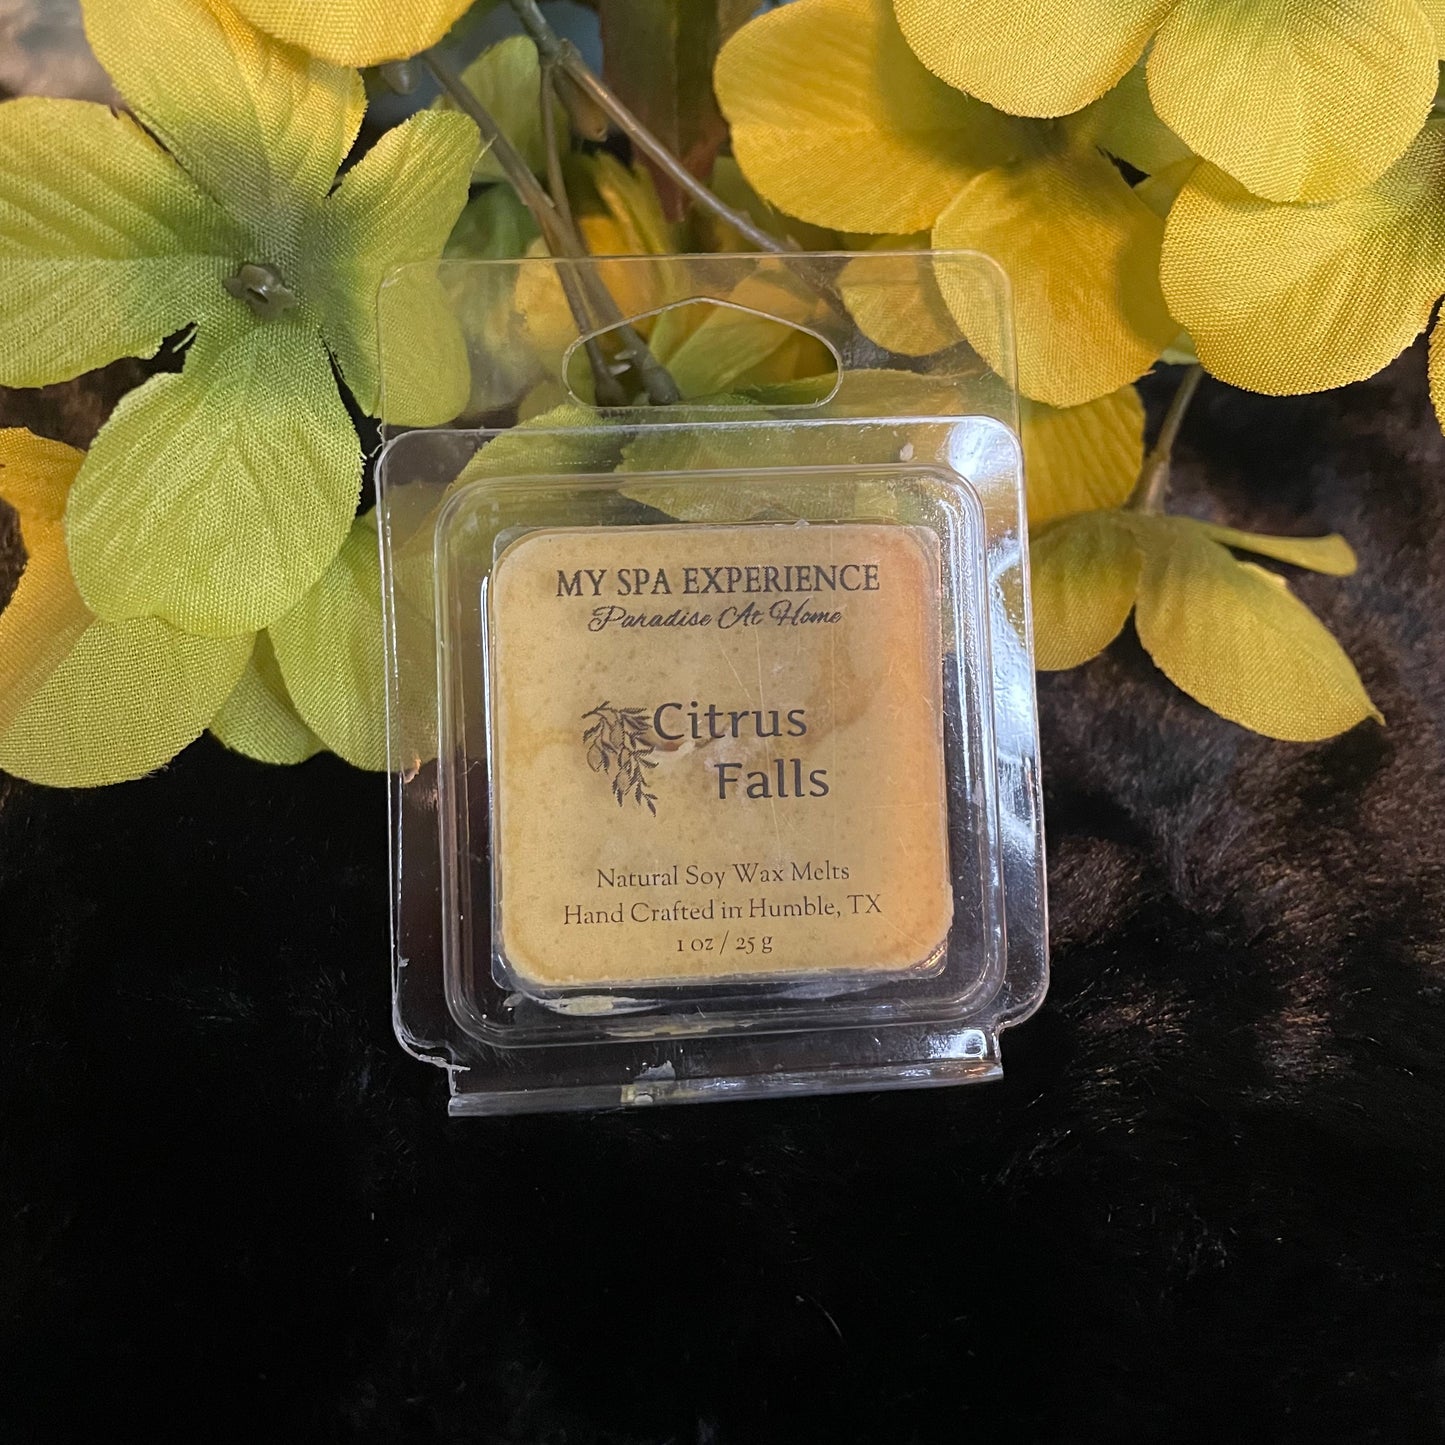 MY SPA EXPERIENCE
Paradise At Home
Citrus
Falls
Natural Soy Wax Melts
Hand Crafted in Humble, TX
1 oz / 25 g